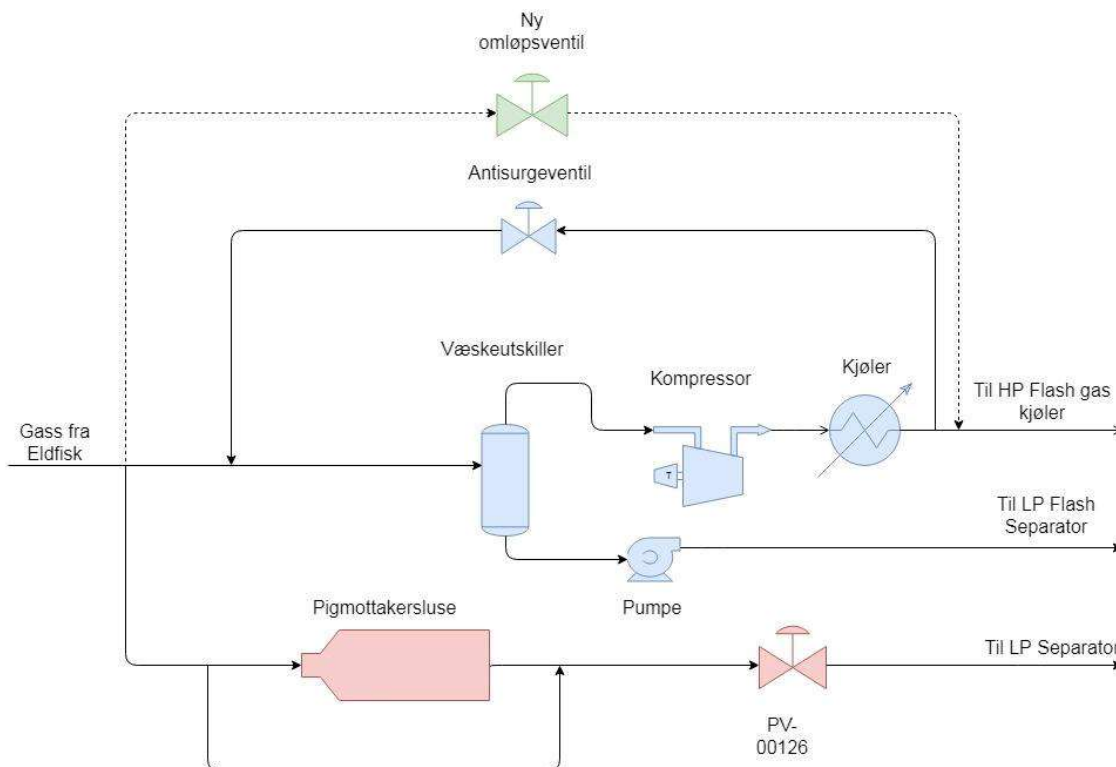 Ny
omløpsventil
Antisurgeventil
Væskeutskiller
Kompressor
Kjøler
Til HP Flash gas
kjøler
Gass fra
Eldfisk
T
Til LP Flash
Separator
Pigmottakersluse
Pumpe
Til LP Separator
PV-
00126